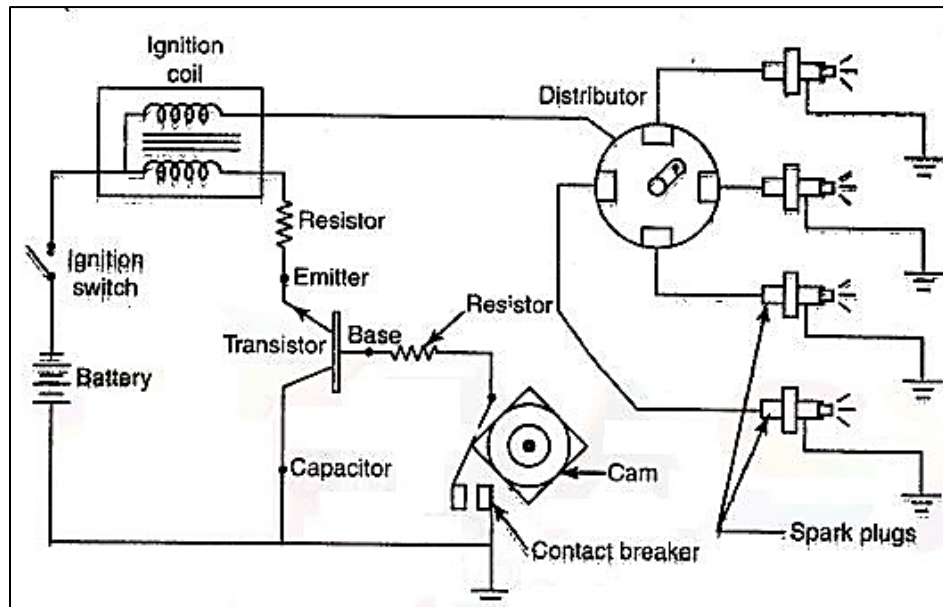 Ignition
coil
Distributor
Resistor
Ignition
switch
Emitter
Resistor
Transistor
Base
Battery
Capacitor
Cam
Contact breaker
Spark plugs